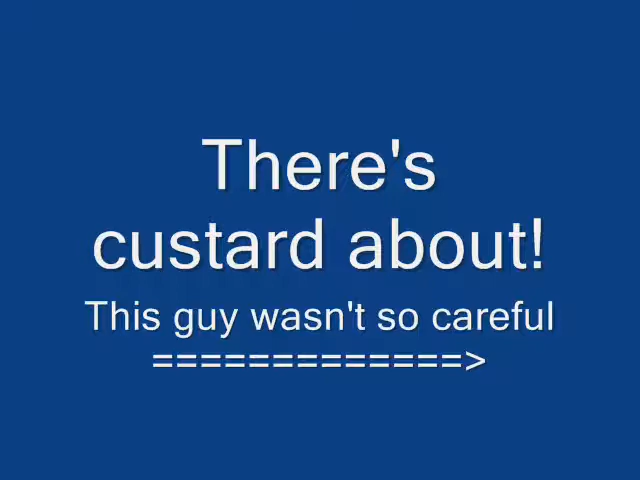 There's
custard about!
This guy wasn't so careful
=============>